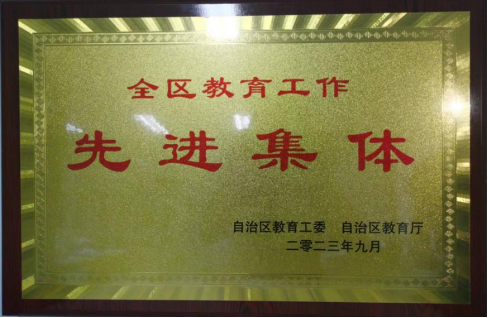 全区教育工作
先进集体
自治区教育工委 自治区教育厅
二零二三年九月